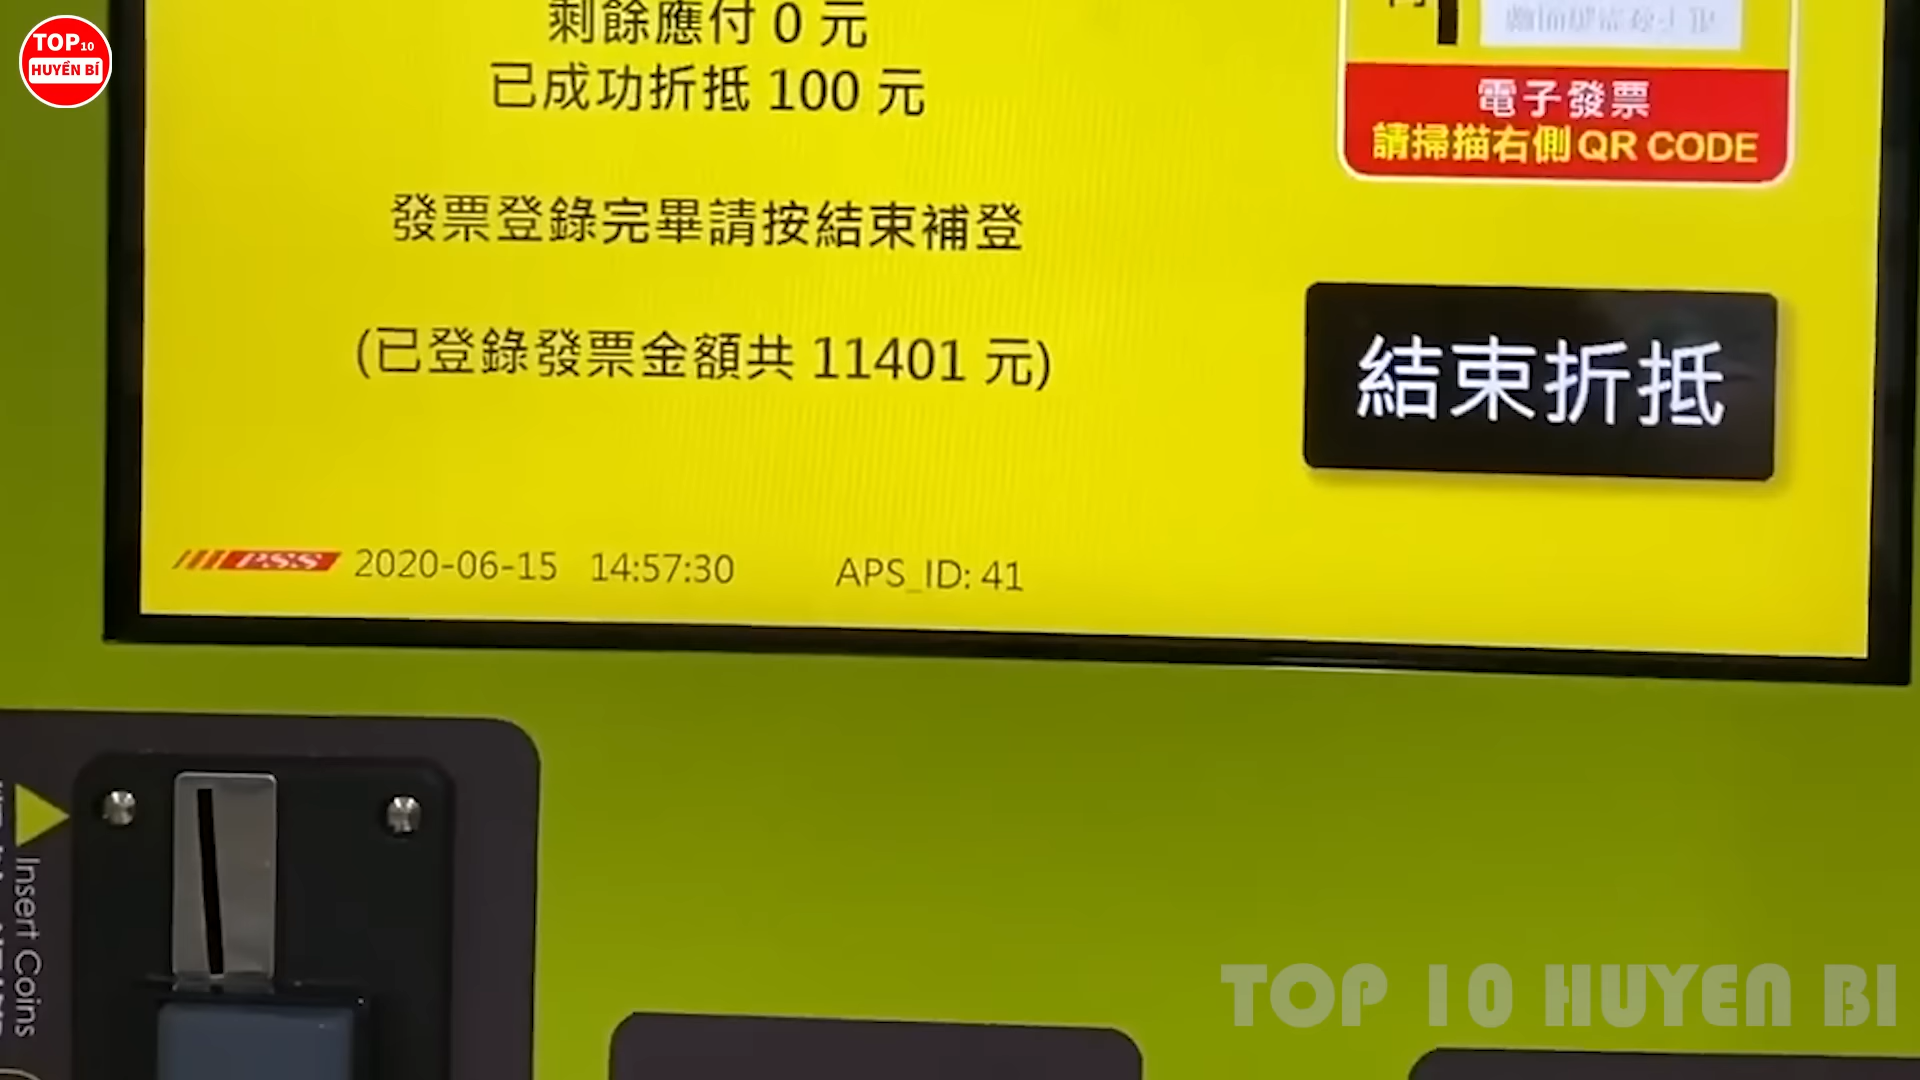 TOP 10
HUYỀN BÍ
剩餘應付 0 元
已成功折抵 100 元
電子發票
請掃描右側 QR CODE
發票登錄完畢請按結束補登
(已登錄發票金額共 11401 元)
結束折抵
PSS 2020-06-15 14:57:30 APS_ID: 41
Insert Coins
TOP 10 HUYEN BI